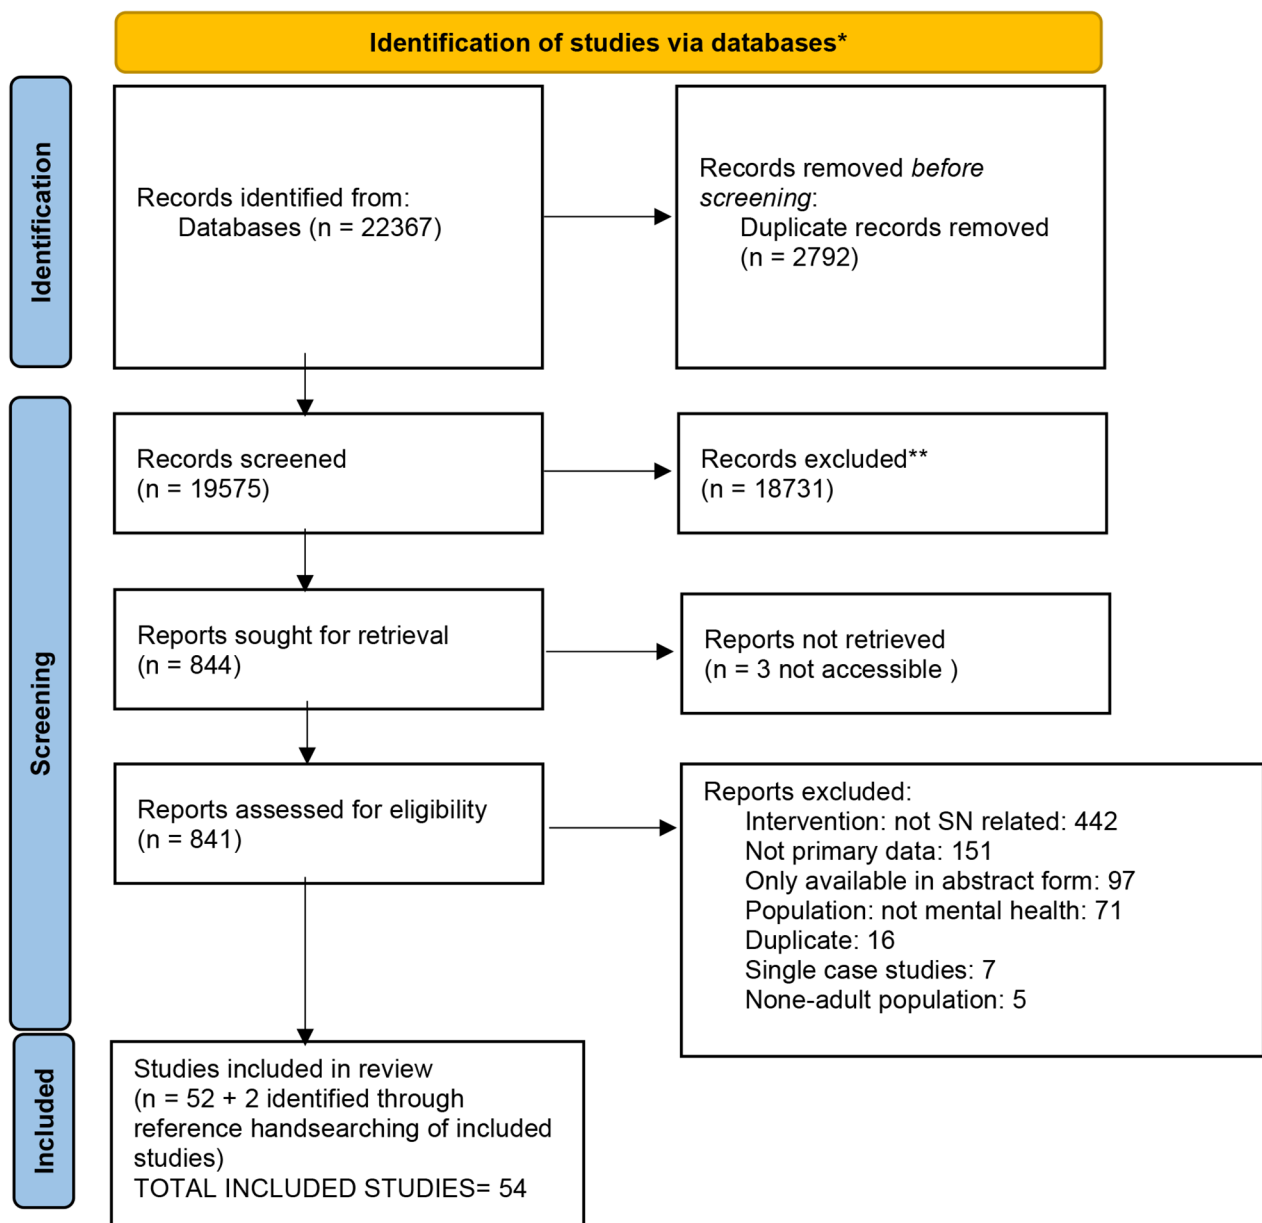 Identification of studies via databases*
Identification
Records identified from:
Databases (n = 22367)
Records removed before
screening:
Duplicate records removed
(n = 2792)
Screening
Records screened
(n = 19575)
Records excluded**
(n = 18731)
Reports sought for retrieval
(n = 844)
Reports not retrieved
(n = 3 not accessible )
Reports assessed for eligibility
(n = 841)
Reports excluded:
Intervention: not SN related: 442
Not primary data: 151
Only available in abstract form: 97
Population: not mental health: 71
Duplicate: 16
Single case studies: 7
None-adult population: 5
Included
Studies included in review
(n = 52 + 2 identified through
reference handsearching of included
studies)
TOTAL INCLUDED STUDIES= 54